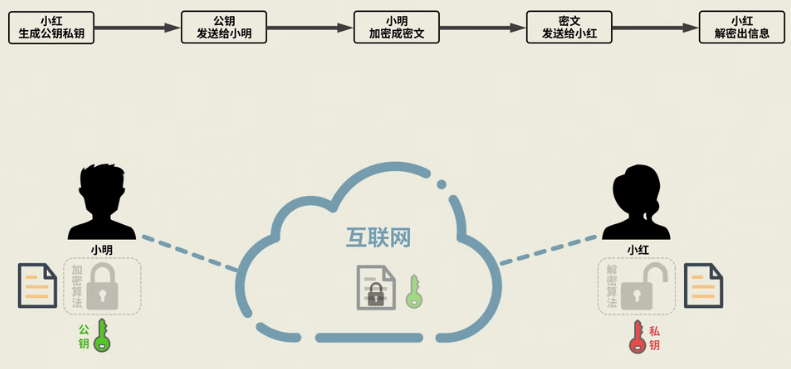 小红
生成公钥私钥
公钥
发送给小明
小明
加密成密文
密文
发送给小红
小红
解密出信息
互联网
小明
小红
加密算法
解密算法
公钥
私钥